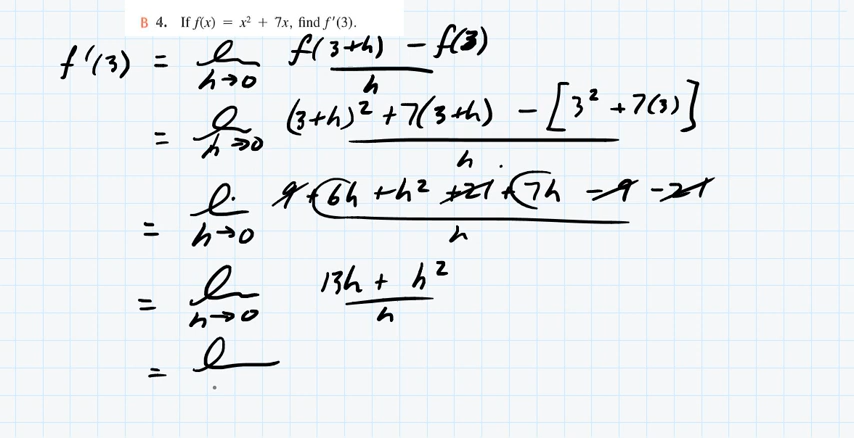 B 4. If f(x) = x² + 7x, find f'(3).
f'(3) = lim h→0 f(3+h) - f(3) / h
= lim h→0 (3+h)² + 7(3+h) - [3² + 7(3)] / h
= lim h→0 9 + 6h + h² + 21 + 7h - 9 - 21 / h
= lim h→0 13h + h² / h
= lim